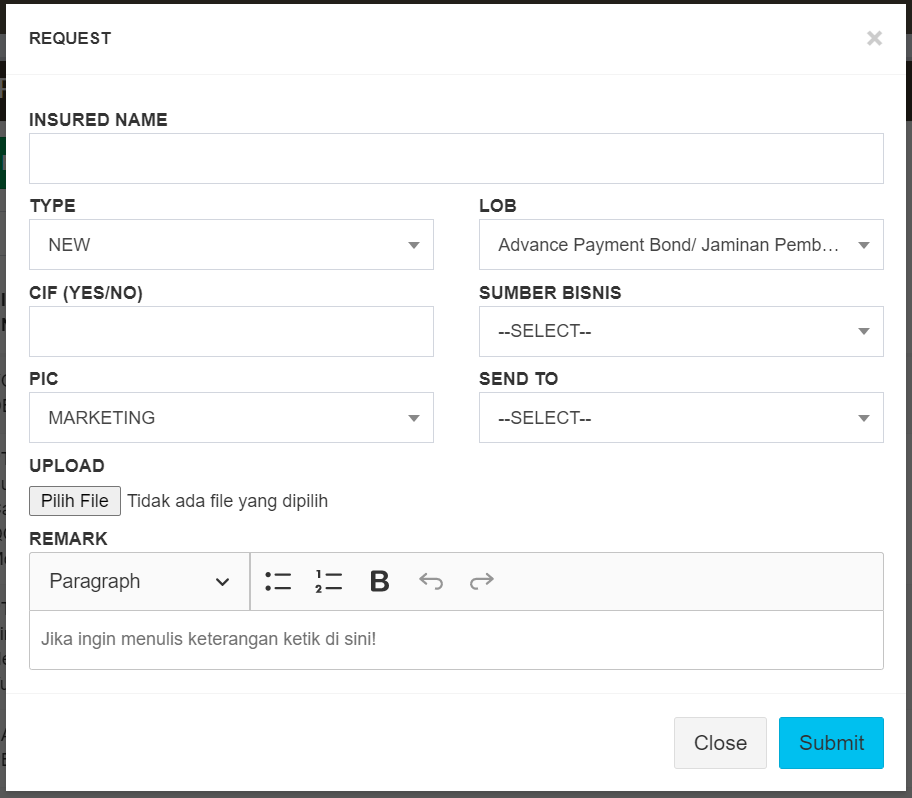 REQUEST ×
INSURED NAME
TYPE LOB
NEW Advance Payment Bond/ Jaminan Pemb...
CIF (YES/NO) SUMBER BISNIS
--SELECT--
PIC SEND TO
MARKETING --SELECT--
UPLOAD
Pilih File Tidak ada file yang dipilih
REMARK
Paragraph B
Jika ingin menulis keterangan ketik di sini!
Close Submit